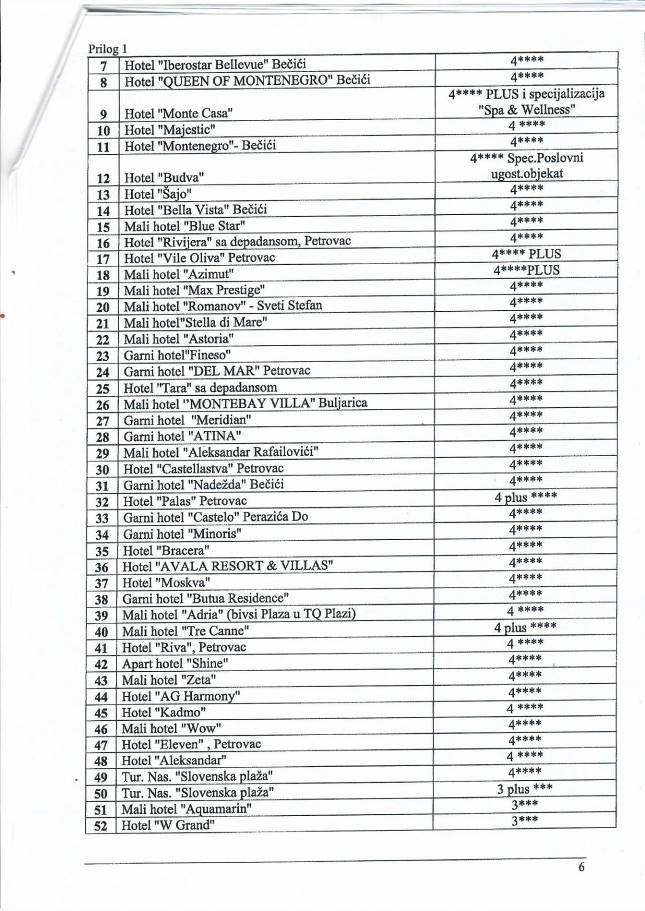 Prilog 1
7 Hotel "Iberostar Bellevue" Bečići 4****
8 Hotel "QUEEN OF MONTENEGRO" Bečići 4****
4**** PLUS i specijalizacija
9 Hotel "Monte Casa" "Spa & Wellness"
10 Hotel "Majestic" 4 ****
11 Hotel "Montenegro"- Bečići 4****
4**** Spec.Poslovni
12 Hotel "Budva" ugost.objekat
13 Hotel "Šajo" 4****
14 Hotel "Bella Vista" Bečići 4****
15 Mali hotel "Blue Star" 4****
16 Hotel "Rivijera" sa depadansom, Petrovac 4****
17 Hotel "Vile Oliva" Petrovac 4**** PLUS
18 Mali hotel "Azimut" 4****PLUS
19 Mali hotel "Max Prestige" 4****
20 Mali hotel "Romanov" - Sveti Stefan 4****
21 Mali hotel"Stella di Mare" 4****
22 Mali hotel "Astoria" 4****
23 Garni hotel"Fineso" 4****
24 Garni hotel "DEL MAR" Petrovac 4****
25 Hotel "Tara" sa depadansom 4****
26 Mali hotel "MONTEBAY VILLA" Buljarica 4****
27 Garni hotel "Meridian" 4****
28 Garni hotel "ATINA" 4****
29 Mali hotel "Aleksandar Rafailovići" 4****
30 Hotel "Castellastva" Petrovac 4****
31 Garni hotel "Nadežda" Bečići 4****
32 Hotel "Palas" Petrovac 4 plus ****
33 Garni hotel "Castelo" Perazića Do 4****
34 Garni hotel "Minoris" 4****
35 Hotel "Bracera" 4****
36 Hotel "AVALA RESORT & VILLAS" 4****
37 Hotel "Moskva" 4****
38 Garni hotel "Butua Residence" 4****
39 Mali hotel "Adria" (bivsi Plaza u TQ Plazi) 4 ****
40 Mali hotel "Tre Canne" 4 plus ****
41 Hotel "Riva", Petrovac 4 ****
42 Apart hotel "Shine" 4****
43 Mali hotel "Zeta" 4****
44 Hotel "AG Harmony" 4****
45 Hotel "Kadmo" 4 ****
46 Mali hotel "Wow" 4****
47 Hotel "Eleven" , Petrovac 4****
48 Hotel "Aleksandar" 4 ****
49 Tur. Nas. "Slovenska plaža" 4****
50 Tur. Nas. "Slovenska plaža" 3 plus ***
51 Mali hotel "Aquamarin" 3***
52 Hotel "W Grand" 3***
6